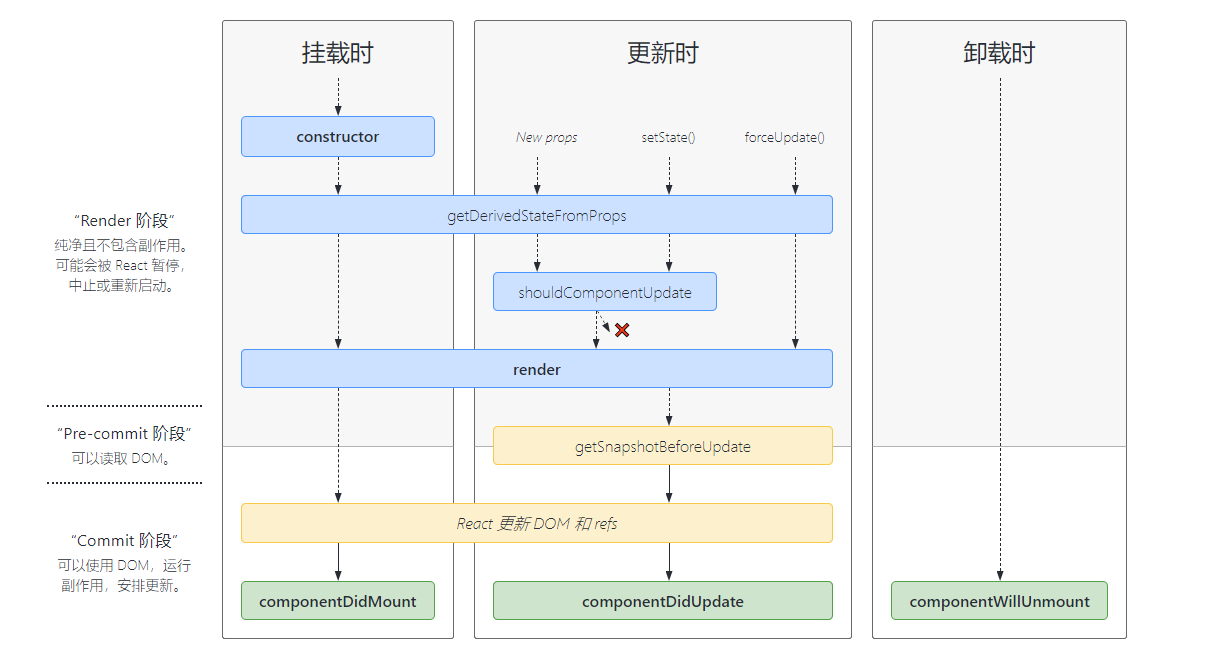 挂载时
更新时
卸载时
constructor
New props
setState()
forceUpdate()
getDerivedStateFromProps
“Render 阶段”
纯净且不包含副作用。
可能会被 React 暂停，
中止或重新启动。
shouldComponentUpdate
render
“Pre-commit 阶段”
可以读取 DOM。
getSnapshotBeforeUpdate
React 更新 DOM 和 refs
“Commit 阶段”
可以使用 DOM，运行
副作用，安排更新。
componentDidMount
componentDidUpdate
componentWillUnmount